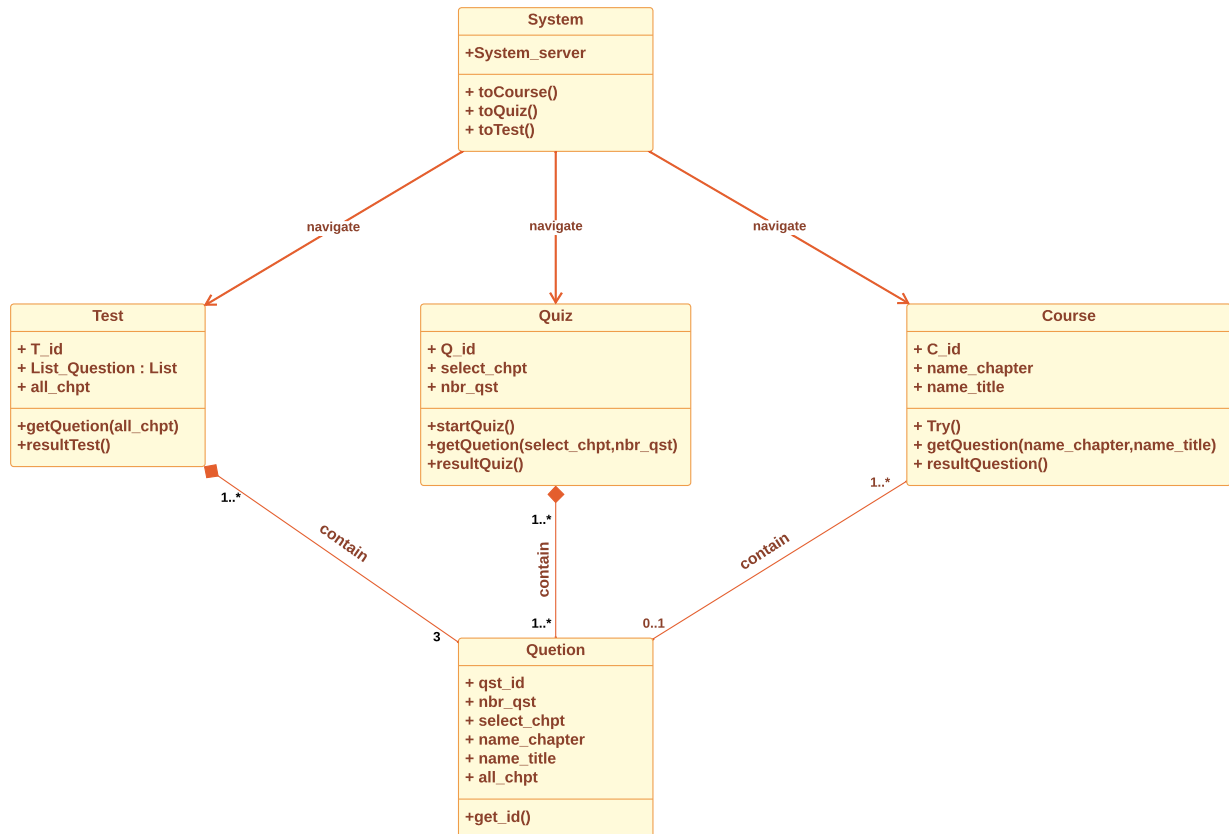 System
+System_server
+ toCourse()
+ toQuiz()
+ toTest()
navigate
navigate
navigate
Test
+ T_id
+ List_Question : List
+ all_chpt
+getQuetion(all_chpt)
+resultTest()
Quiz
+ Q_id
+ select_chpt
+ nbr_qst
+startQuiz()
+getQuetion(select_chpt,nbr_qst)
+resultQuiz()
Course
+ C_id
+ name_chapter
+ name_title
+ Try()
+ getQuestion(name_chapter,name_title)
+ resultQuestion()
1..*
contain
3
1..*
contain
1..*
1..*
contain
0..1
Quetion
+ qst_id
+ nbr_qst
+ select_chpt
+ name_chapter
+ name_title
+ all_chpt
+get_id()